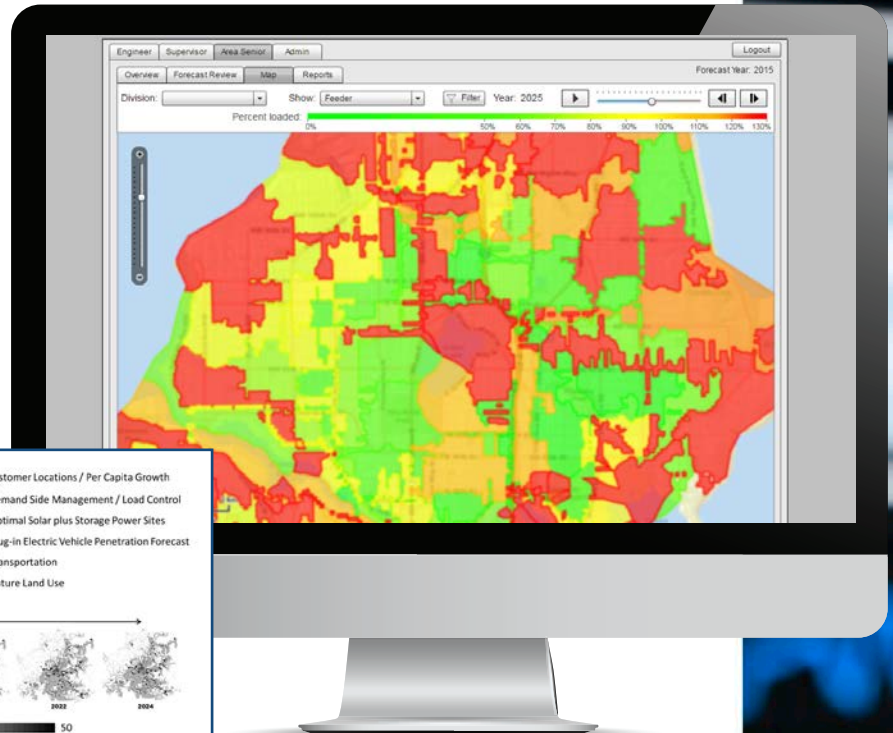 Engineer Supervisor Area Senior Admin Logout
Overview Forecast Review Map Reports Forecast Year: 2015
Division: Show: Feeder Filter Year: 2025
Percent loaded:
0% 50% 60% 70% 80% 90% 100% 110% 120% 130%
stomer Locations / Per Capita Growth
emand Side Management / Load Control
ptimal Solar plus Storage Power Sites
ug-in Electric Vehicle Penetration Forecast
ansportation
ture Land Use
2022 2024
50